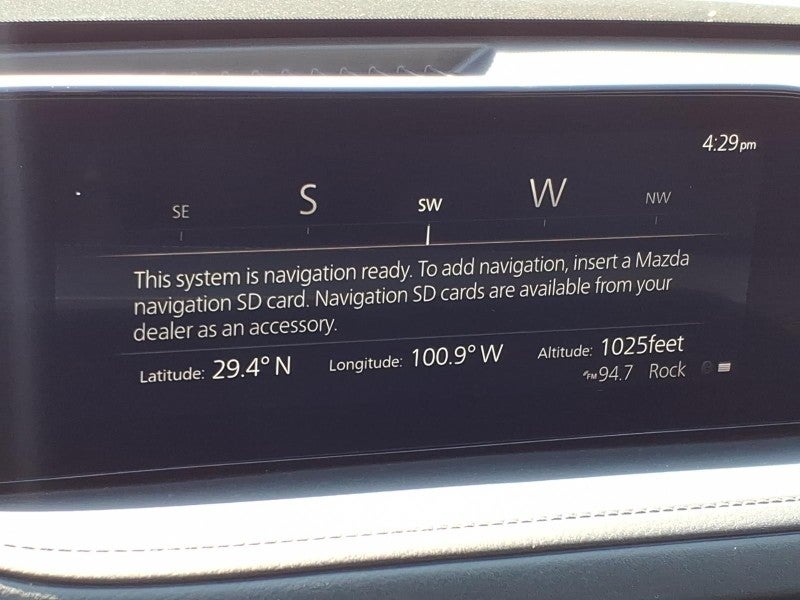 4:29pm
SE S SW W NW
This system is navigation ready. To add navigation, insert a Mazda
navigation SD card. Navigation SD cards are available from your
dealer as an accessory.
Latitude: 29.4° N Longitude: 100.9° W Altitude: 1025feet
FM 94.7 Rock